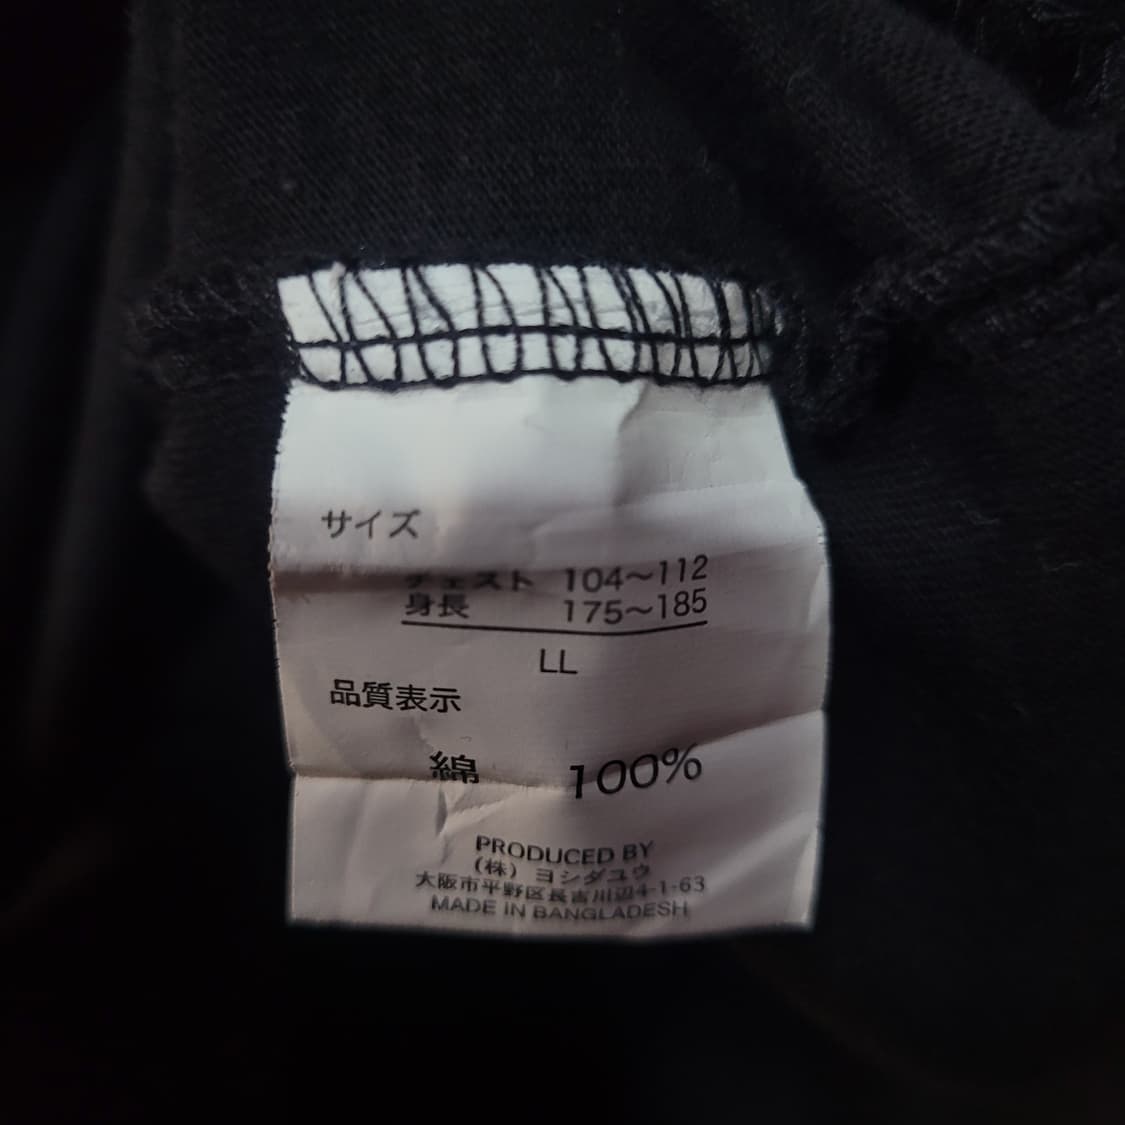 サイズ
チェスト 104～112
身長 175～185
LL
品質表示
綿 100%
PRODUCED BY
(株) ヨシダユウ
大阪市平野区長吉川辺4-1-63
MADE IN BANGLADESH